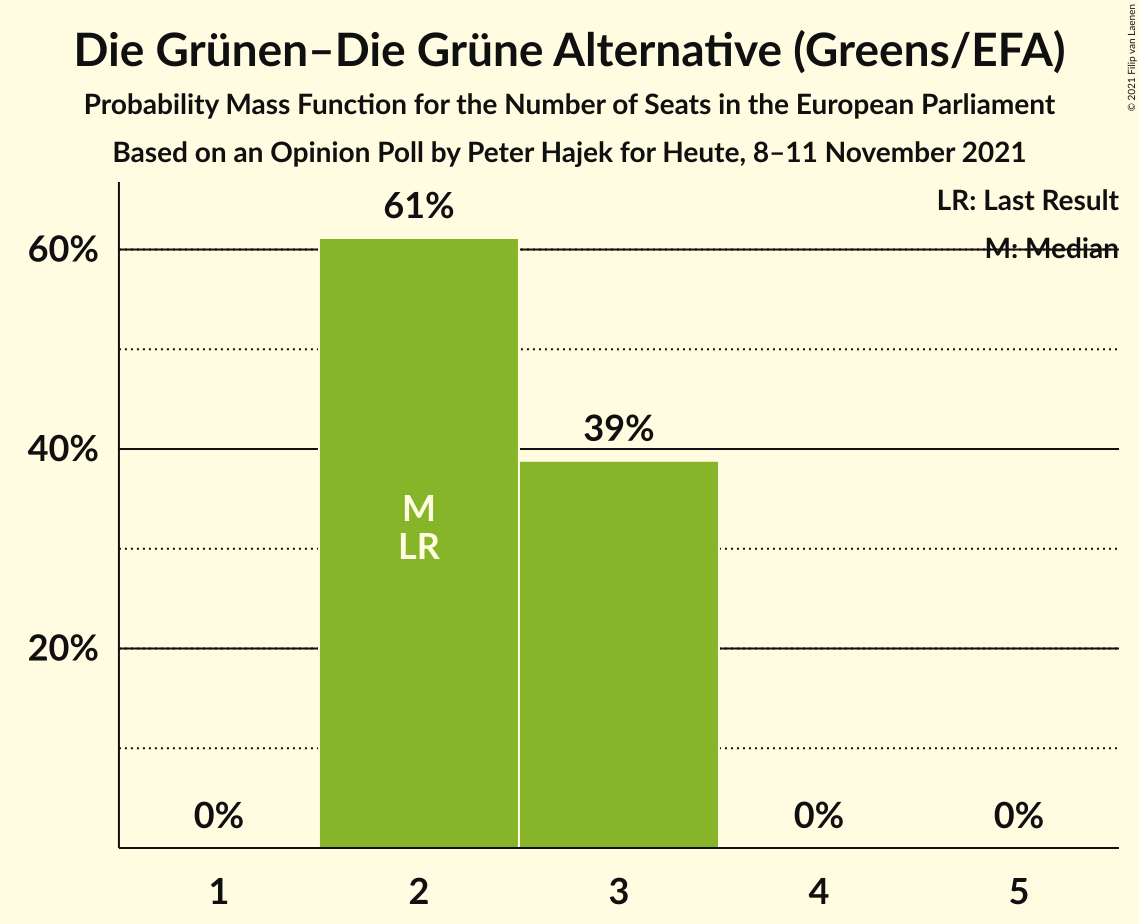 Die Grünen–Die Grüne Alternative (Greens/EFA)
Probability Mass Function for the Number of Seats in the European Parliament
Based on an Opinion Poll by Peter Hajek for Heute, 8–11 November 2021
© 2021 Filip van Laenen
LR: Last Result
M: Median
61%
60%
39%
40%
M
LR
20%
0%
0%
0%
1
2
3
4
5